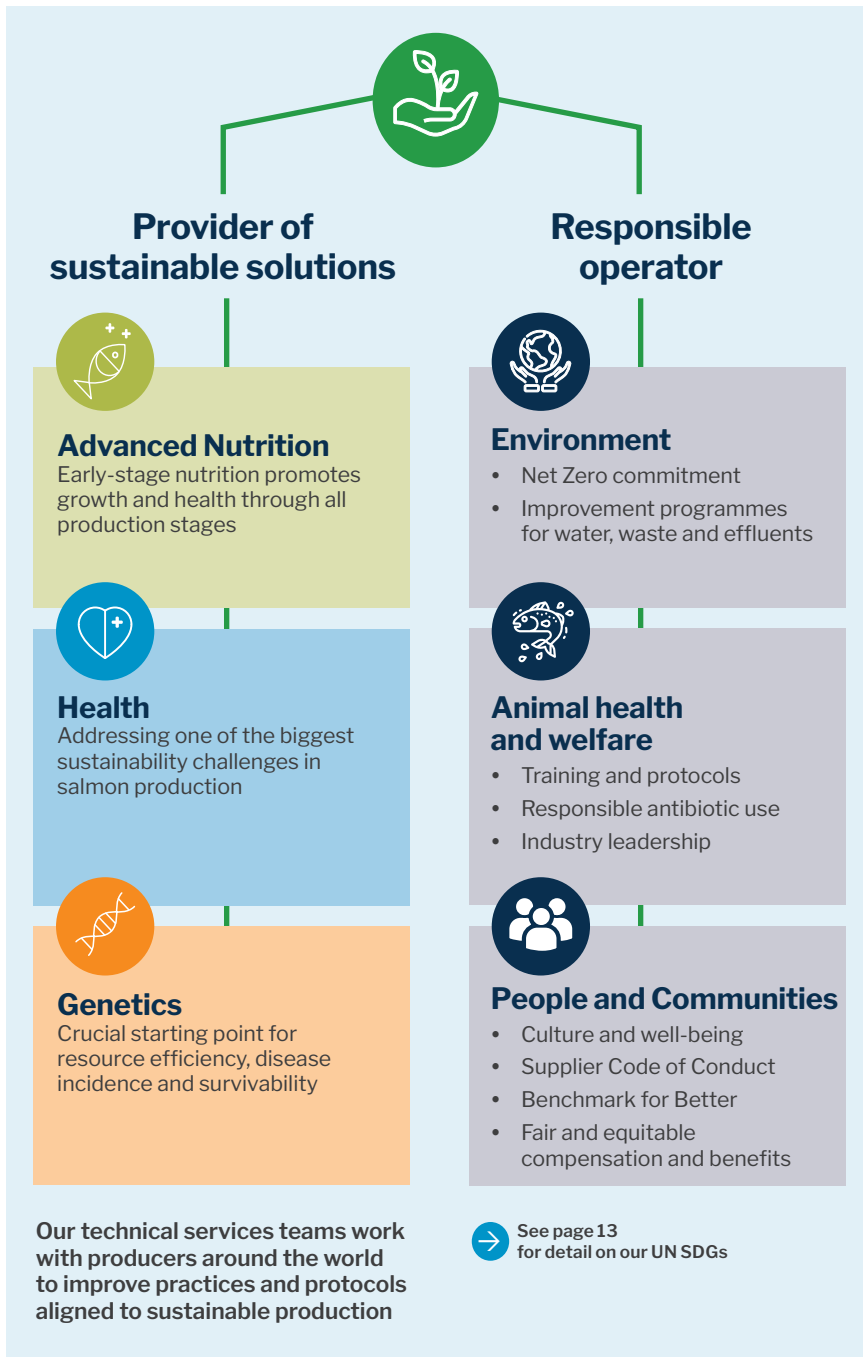 Provider of
sustainable solutions
Advanced Nutrition
Early-stage nutrition promotes
growth and health through all
production stages
Health
Addressing one of the biggest
sustainability challenges in
salmon production
Genetics
Crucial starting point for
resource efficiency, disease
incidence and survivability
Our technical services teams work
with producers around the world
to improve practices and protocols
aligned to sustainable production
Responsible
operator
Environment
• Net Zero commitment
• Improvement programmes
for water, waste and effluents
Animal health
and welfare
• Training and protocols
• Responsible antibiotic use
• Industry leadership
People and Communities
• Culture and well-being
• Supplier Code of Conduct
• Benchmark for Better
• Fair and equitable
compensation and benefits
See page 13
for detail on our UN SDGs